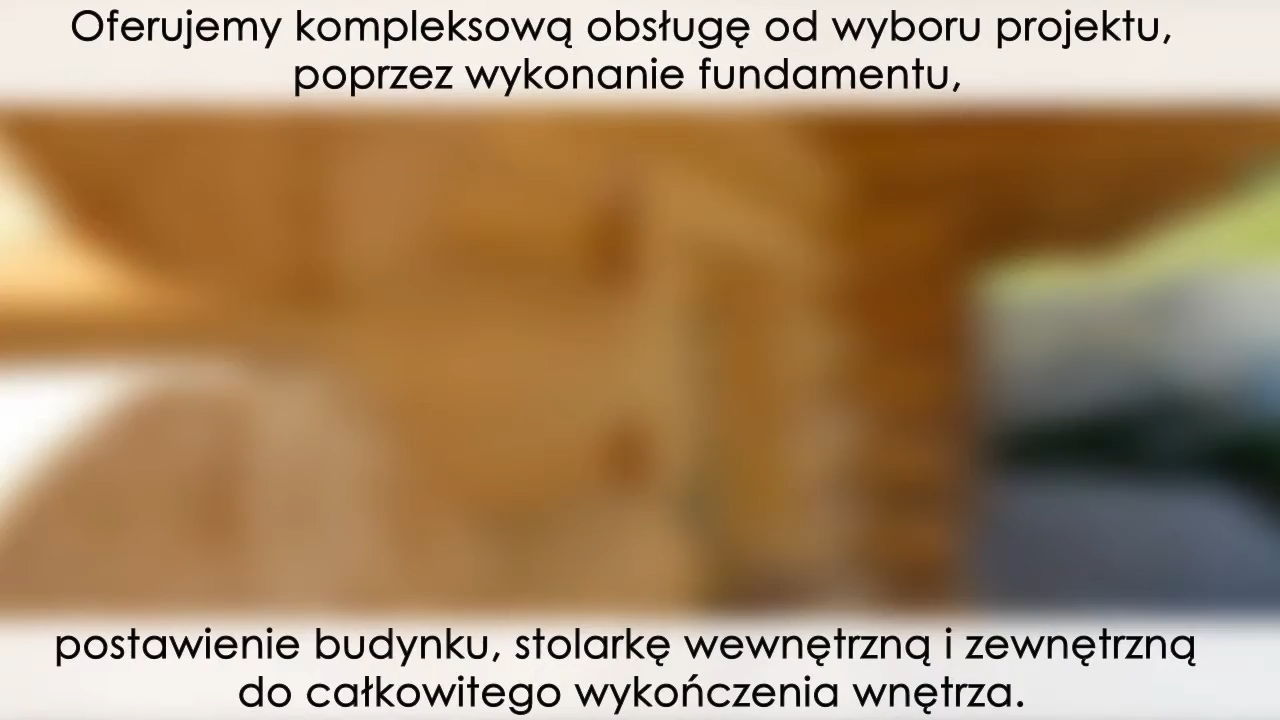 Oferujemy kompleksową obsługę od wyboru projektu,
poprzez wykonanie fundamentu,
postawienie budynku, stolarkę wewnętrzną i zewnętrzną
do całkowitego wykończenia wnętrza.